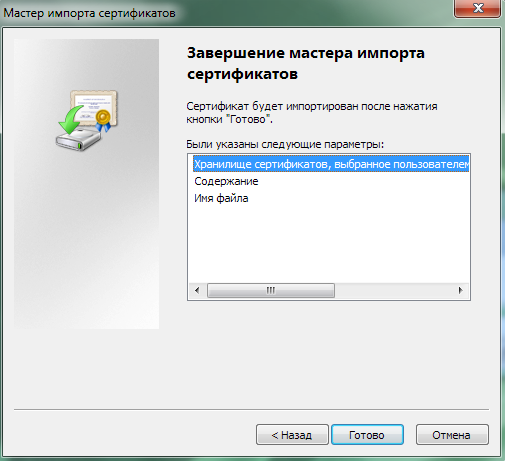 Мастер импорта сертификатов
Завершение мастера импорта
сертификатов
Сертификат будет импортирован после нажатия
кнопки "Готово".
Были указаны следующие параметры:
Хранилище сертификатов, выбранное пользователем
Содержание
Имя файла
< Назад
Готово
Отмена